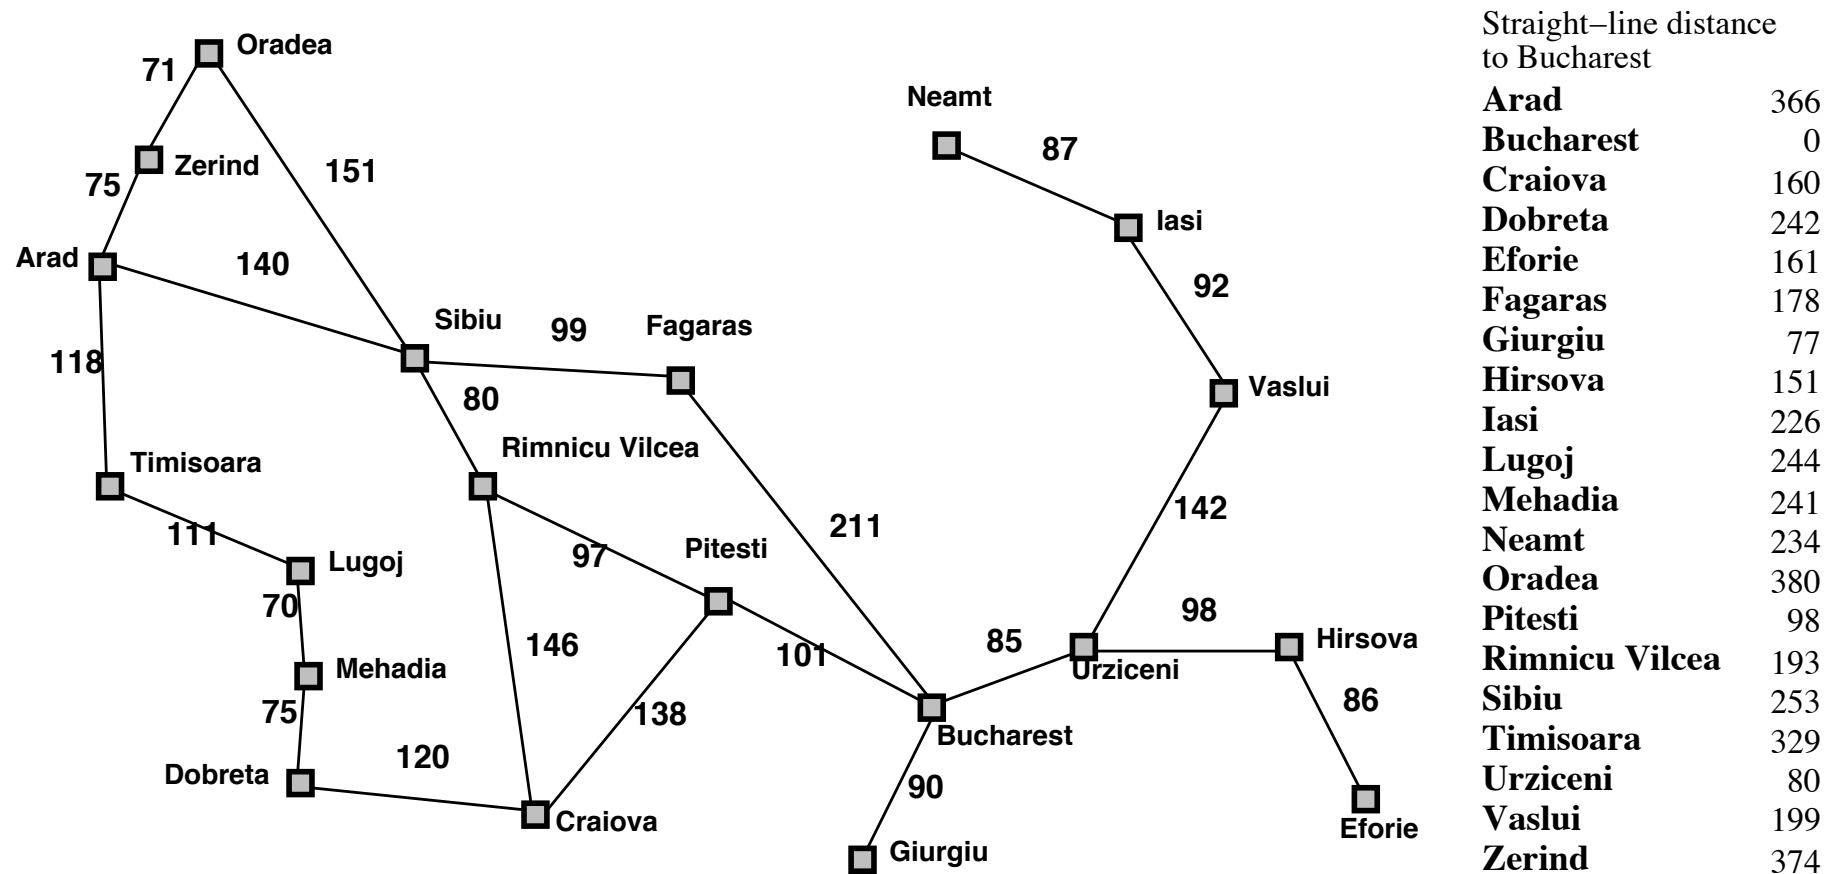 Oradea
71
Neamt
87
Zerind
151
75
Iasi
Arad
140
92
Sibiu
99
Fagaras
118
80
Vaslui
Rimnicu Vilcea
Timisoara
142
111
211
Lugoj
97
Pitesti
70
98
Hirsova
146
101
85
Urziceni
Mehadia
86
75
138
Bucharest
120
Dobreta
90
Craiova
Eforie
Giurgiu
Straight–line distance
to Bucharest
Arad 366
Bucharest 0
Craiova 160
Dobreta 242
Eforie 161
Fagaras 178
Giurgiu 77
Hirsova 151
Iasi 226
Lugoj 244
Mehadia 241
Neamt 234
Oradea 380
Pitesti 98
Rimnicu Vilcea 193
Sibiu 253
Timisoara 329
Urziceni 80
Vaslui 199
Zerind 374